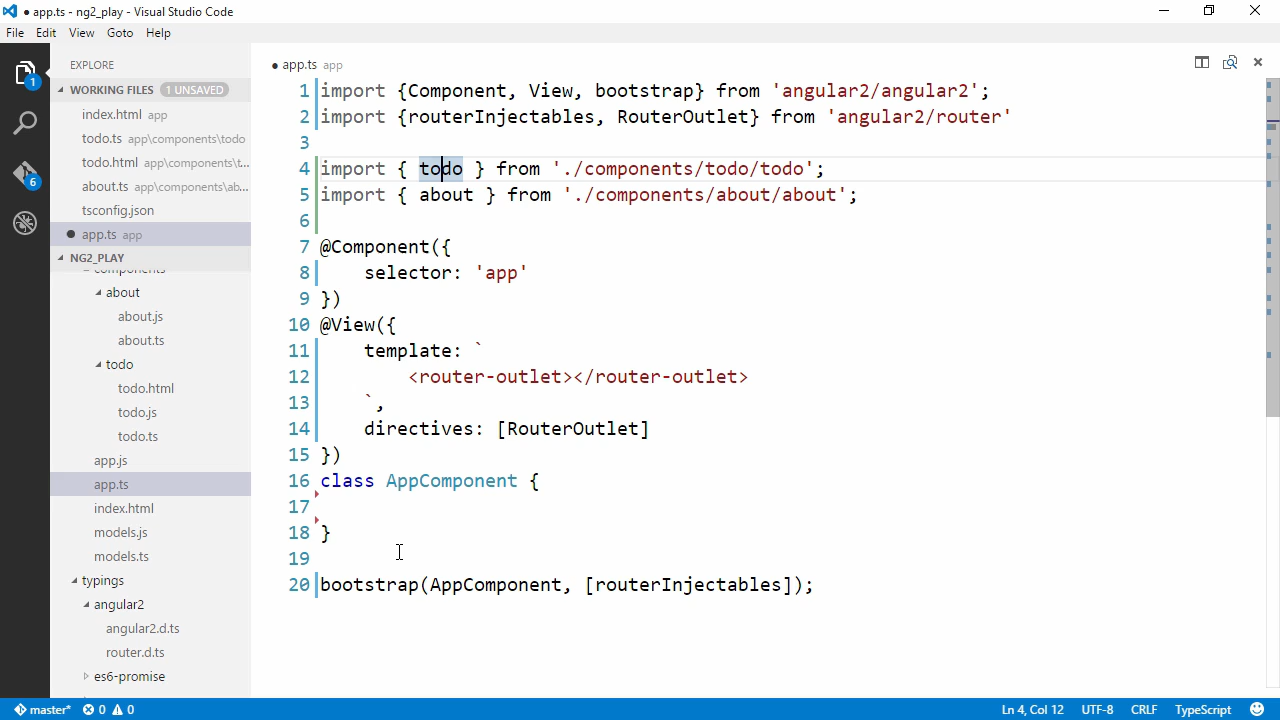 ● app.ts - ng2_play - Visual Studio Code
File Edit View Goto Help
EXPLORE
WORKING FILES 1 UNSAVED
index.html app
todo.ts app\components\todo
todo.html app\components\t...
about.ts app\components\ab...
tsconfig.json
● app.ts app
NG2_PLAY
components
about
about.js
about.ts
todo
todo.html
todo.js
todo.ts
app.js
app.ts
index.html
models.js
models.ts
typings
angular2
angular2.d.ts
router.d.ts
es6-promise
1
6
● app.ts app
1 import {Component, View, bootstrap} from 'angular2/angular2';
2 import {routerInjectables, RouterOutlet} from 'angular2/router'
3
4 import { todo } from './components/todo/todo';
5 import { about } from './components/about/about';
6
7 @Component({
8 selector: 'app'
9 })
10 @View({
11 template: `
12 <router-outlet></router-outlet>
13 `,
14 directives: [RouterOutlet]
15 })
16 class AppComponent {
17
18 }
19
20 bootstrap(AppComponent, [routerInjectables]);
master* 0 0 Ln 4, Col 12 UTF-8 CRLF TypeScript